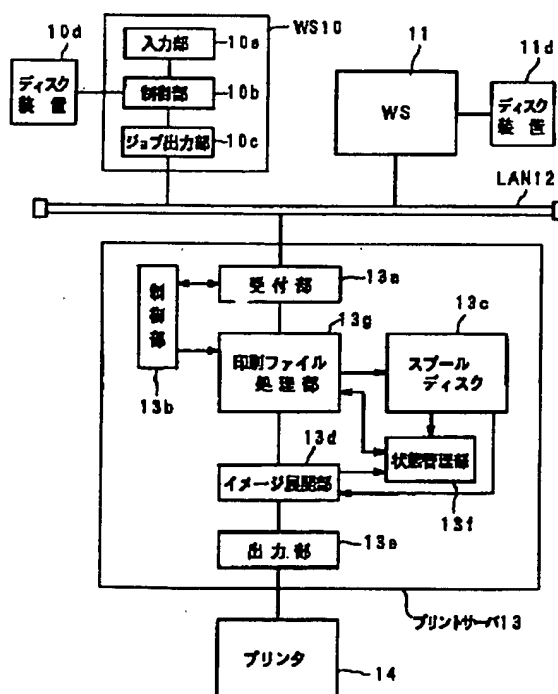 10d
ディスク
装置
WS10
入力部
10a
制御部
10b
ジョブ出力部
10c
11
WS
11d
ディスク
装置
LAN12
受付部
13a
制御部
13b
13g
印刷ファイル
処理部
13c
スプール
ディスク
13d
イメージ展開部
状態管理部
13f
出力部
13e
プリントサーバ13
プリンタ
14